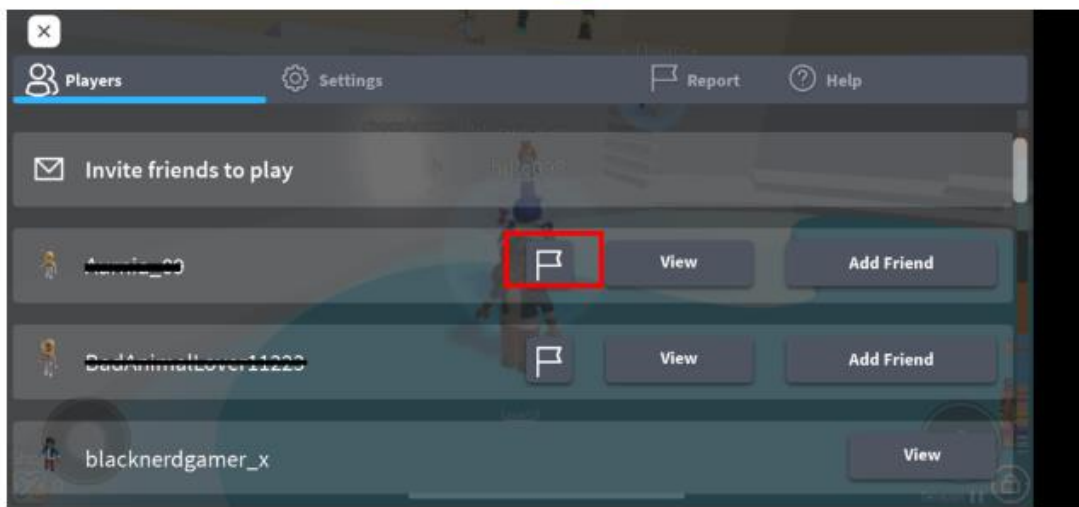 Players
Settings
Report
Help
Invite friends to play
View
Add Friend
View
Add Friend
blacknerdgamer_x
View